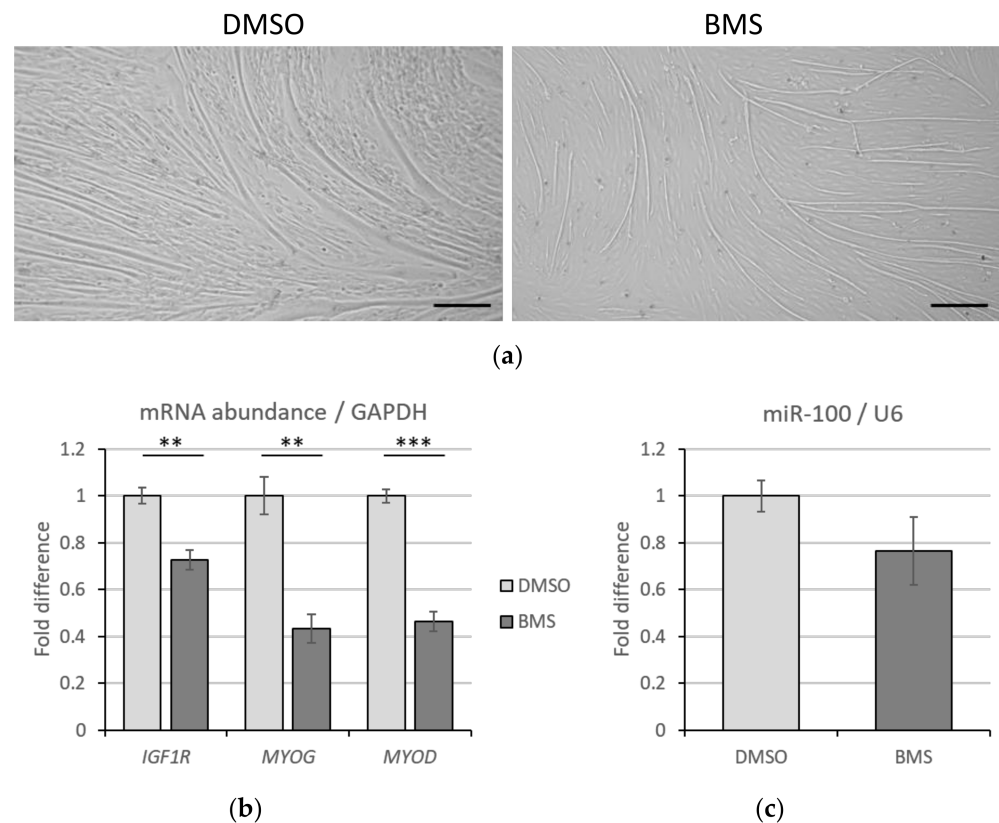 DMSO
BMS
(a)
mRNA abundance / GAPDH
** ** ***
1.2
1
0.8
0.6
0.4
0.2
0
Fold difference
IGF1R MYOG MYOD
DMSO
BMS
(b)
miR-100 / U6
1.2
1
0.8
0.6
0.4
0.2
0
Fold difference
DMSO BMS
(c)